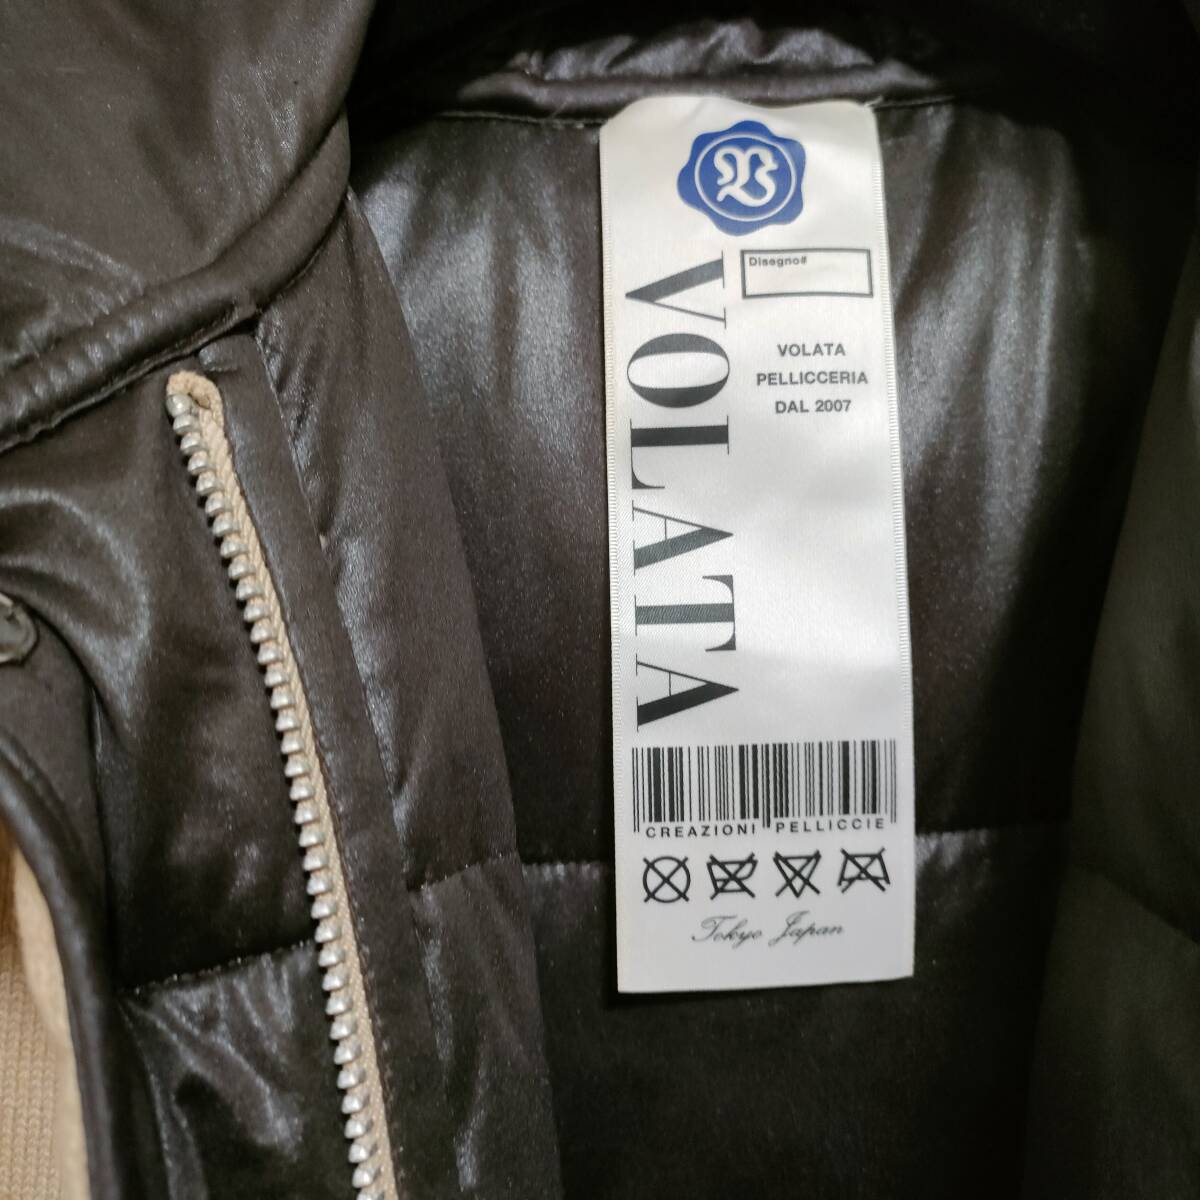 Disegno#
VOLATA
VOLATA
PELLICCERIA
DAL 2007
CREAZIONI PELLICCIE
Tokyo Japan